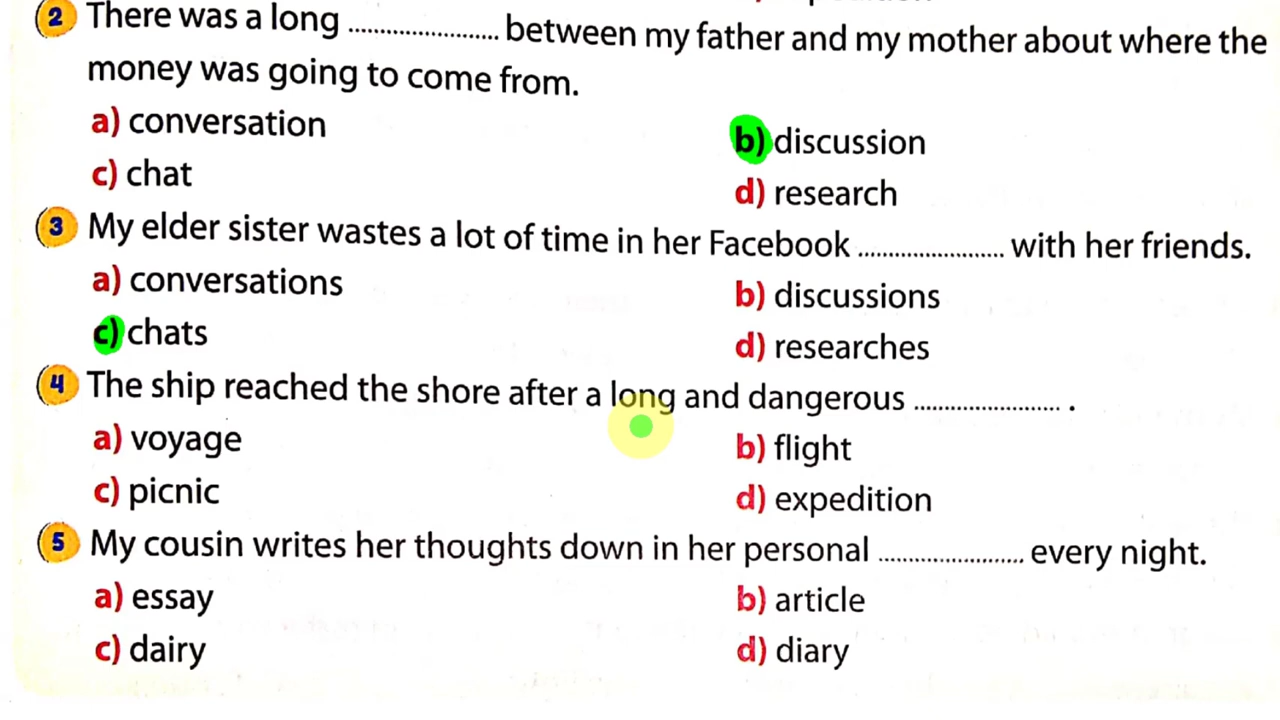 2 There was a long ........................ between my father and my mother about where the
money was going to come from.
a) conversation
b) discussion
c) chat
d) research
3 My elder sister wastes a lot of time in her Facebook ........................ with her friends.
a) conversations
b) discussions
c) chats
d) researches
4 The ship reached the shore after a long and dangerous ........................ .
a) voyage
b) flight
c) picnic
d) expedition
5 My cousin writes her thoughts down in her personal ........................ every night.
a) essay
b) article
c) dairy
d) diary